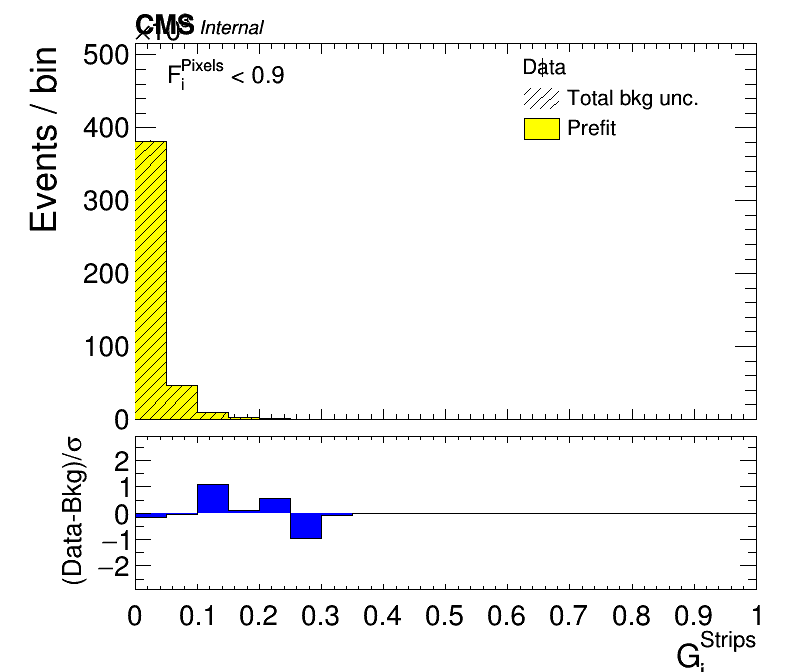 CMS Internal
×10³
500
F_i^Pixels < 0.9
Data
Total bkg unc.
Prefit
400
300
200
100
0
Events / bin
2
1
0
−1
−2
(Data-Bkg)/σ
0 0.1 0.2 0.3 0.4 0.5 0.6 0.7 0.8 0.9 1
G_i^Strips